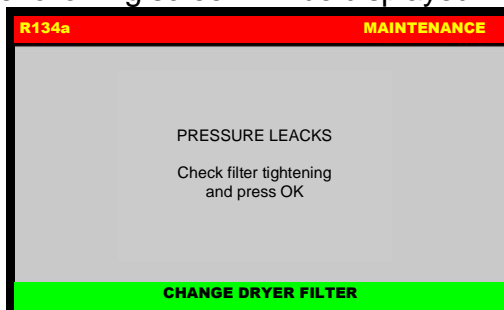 R134a MAINTENANCE
PRESSURE LEACKS
Check filter tightening
and press OK
CHANGE DRYER FILTER